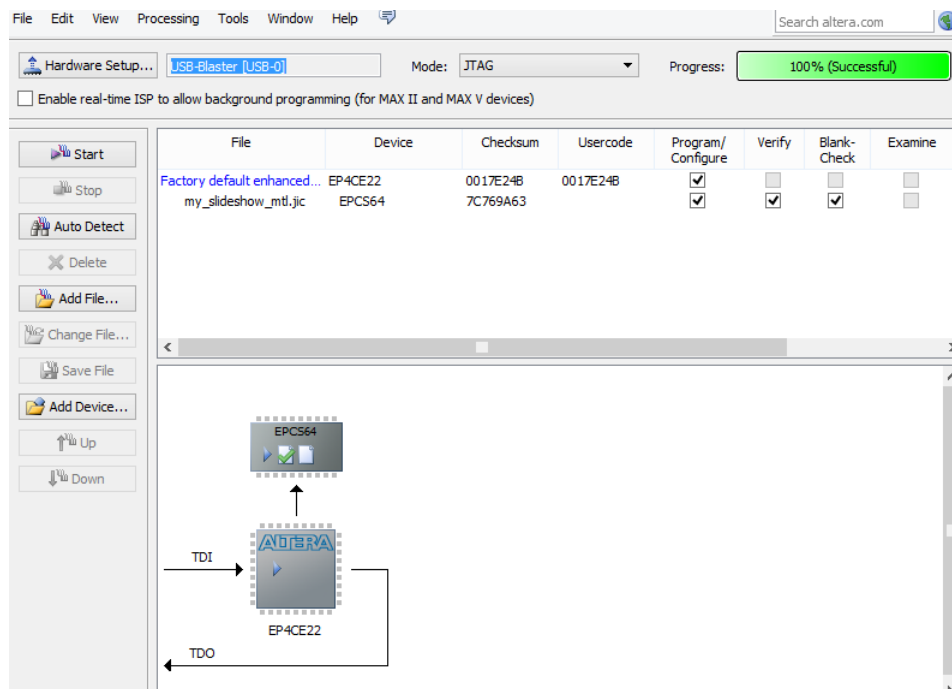 File Edit View Processing Tools Window Help Search altera.com
Hardware Setup... USB-Blaster [USB-0] Mode: JTAG Progress: 100% (Successful)
Enable real-time ISP to allow background programming (for MAX II and MAX V devices)
Start
Stop
Auto Detect
Delete
Add File...
Change File...
Save File
Add Device...
Up
Down
File Device Checksum Usercode Program/ Verify Blank- Examine
Configure Check
Factory default enhanced... EP4CE22 0017E24B 0017E24B
my_slideshow_mtl.jic EPCS64 7C769A63
EPCS64
ALTERA
TDI
EP4CE22
TDO